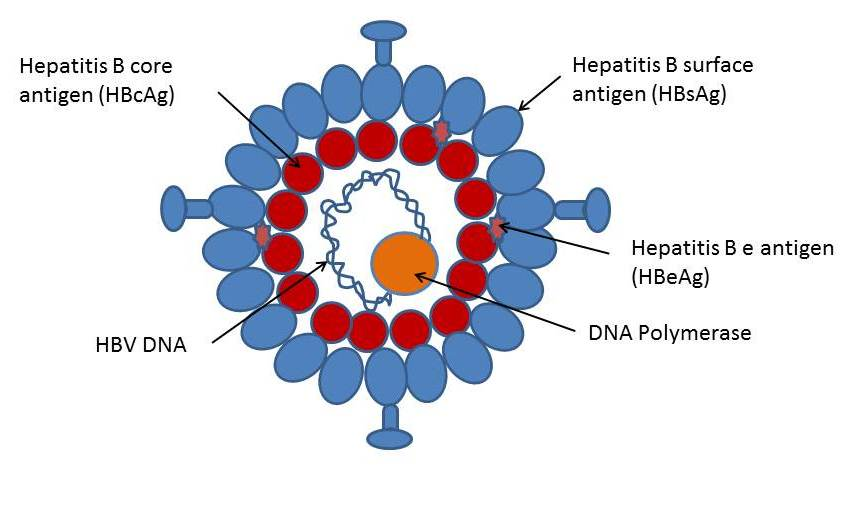 Hepatitis B core
antigen (HBcAg)
Hepatitis B surface
antigen (HBsAg)
Hepatitis B e antigen
(HBeAg)
DNA Polymerase
HBV DNA